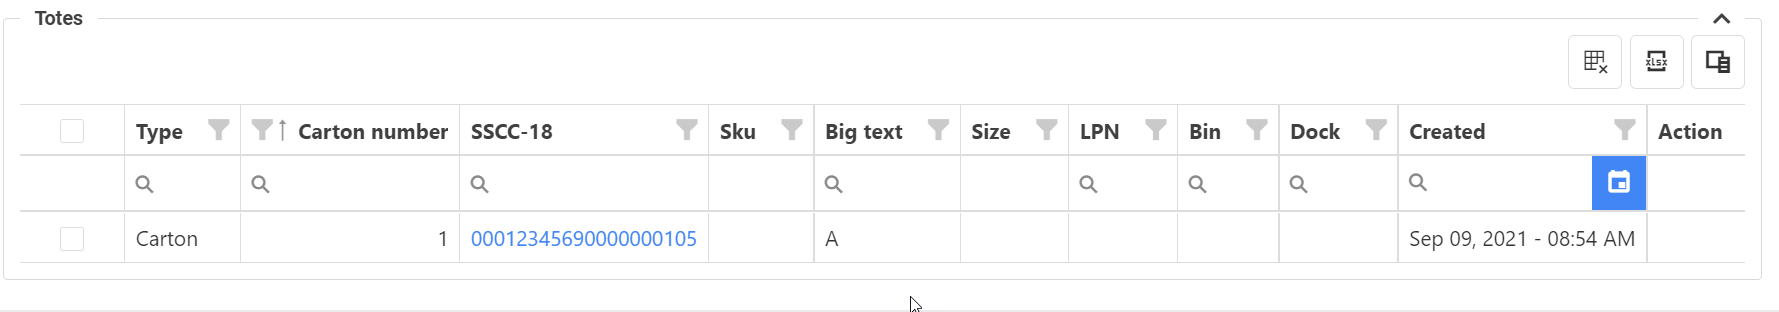 Totes
xlsx
Type Carton number SSCC-18 Sku Big text Size LPN Bin Dock Created Action
Carton 1 00012345690000000105 A Sep 09, 2021 - 08:54 AM